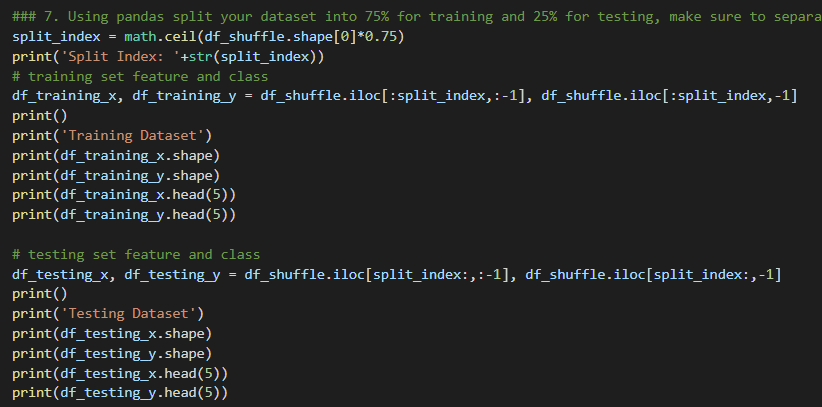 ### 7. Using pandas split your dataset into 75% for training and 25% for testing, make sure to separa
split_index = math.ceil(df_shuffle.shape[0]*0.75)
print('Split Index: '+str(split_index))
# training set feature and class
df_training_x, df_training_y = df_shuffle.iloc[:split_index,:-1], df_shuffle.iloc[:split_index,-1]
print()
print('Training Dataset')
print(df_training_x.shape)
print(df_training_y.shape)
print(df_training_x.head(5))
print(df_training_y.head(5))

# testing set feature and class
df_testing_x, df_testing_y = df_shuffle.iloc[split_index:,:-1], df_shuffle.iloc[split_index:,-1]
print()
print('Testing Dataset')
print(df_testing_x.shape)
print(df_testing_y.shape)
print(df_testing_x.head(5))
print(df_testing_y.head(5))